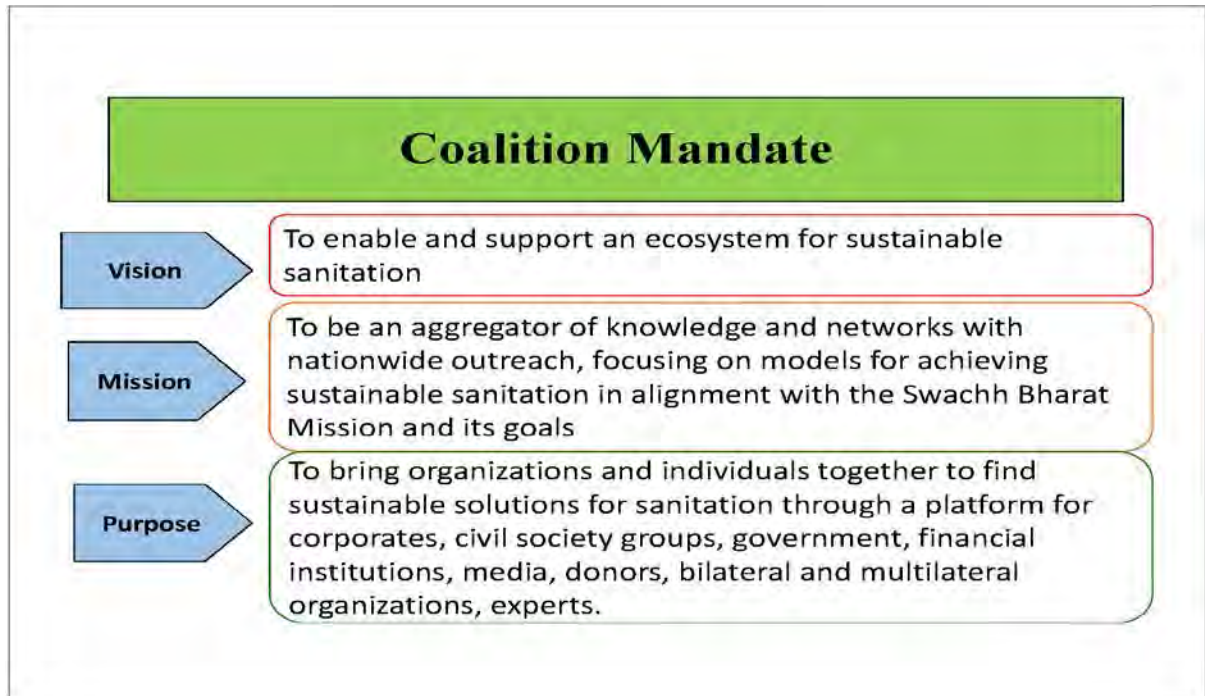 Coalition Mandate
Vision
To enable and support an ecosystem for sustainable
sanitation
Mission
To be an aggregator of knowledge and networks with
nationwide outreach, focusing on models for achieving
sustainable sanitation in alignment with the Swachh Bharat
Mission and its goals
Purpose
To bring organizations and individuals together to find
sustainable solutions for sanitation through a platform for
corporates, civil society groups, government, financial
institutions, media, donors, bilateral and multilateral
organizations, experts.